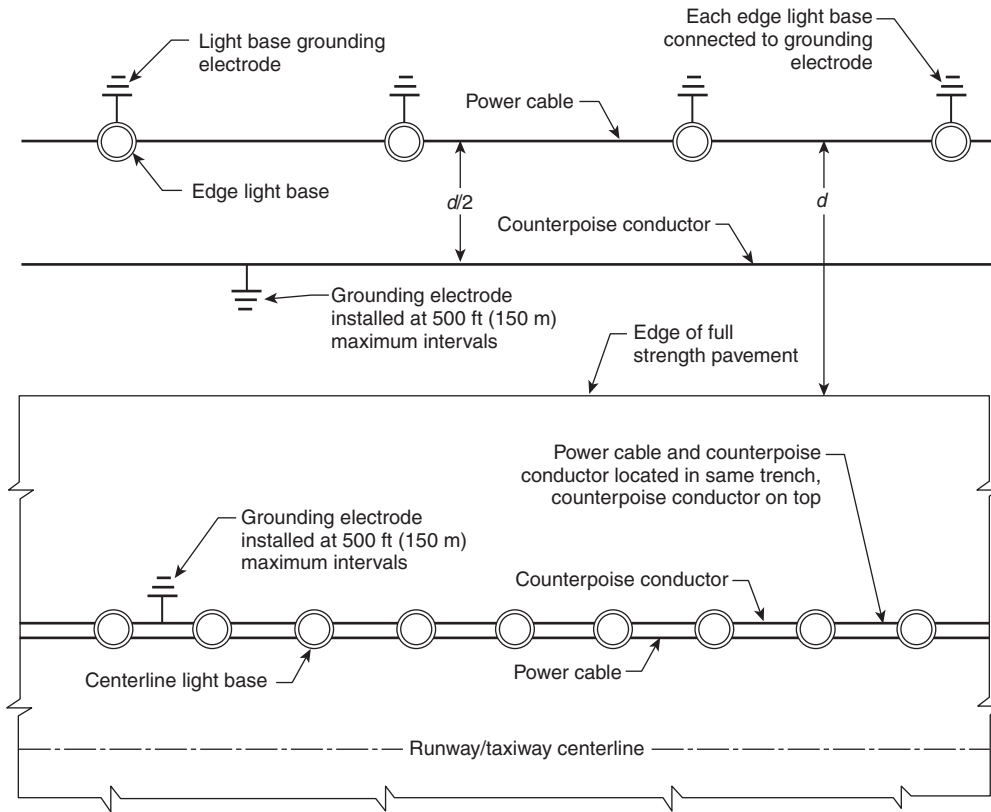 Light base grounding
electrode
Each edge light base
connected to grounding
electrode
Power cable
Edge light base
d/2
d
Counterpoise conductor
Grounding electrode
installed at 500 ft (150 m)
maximum intervals
Edge of full
strength pavement
Power cable and counterpoise
conductor located in same trench,
counterpoise conductor on top
Grounding electrode
installed at 500 ft (150 m)
maximum intervals
Counterpoise conductor
Centerline light base
Power cable
Runway/taxiway centerline